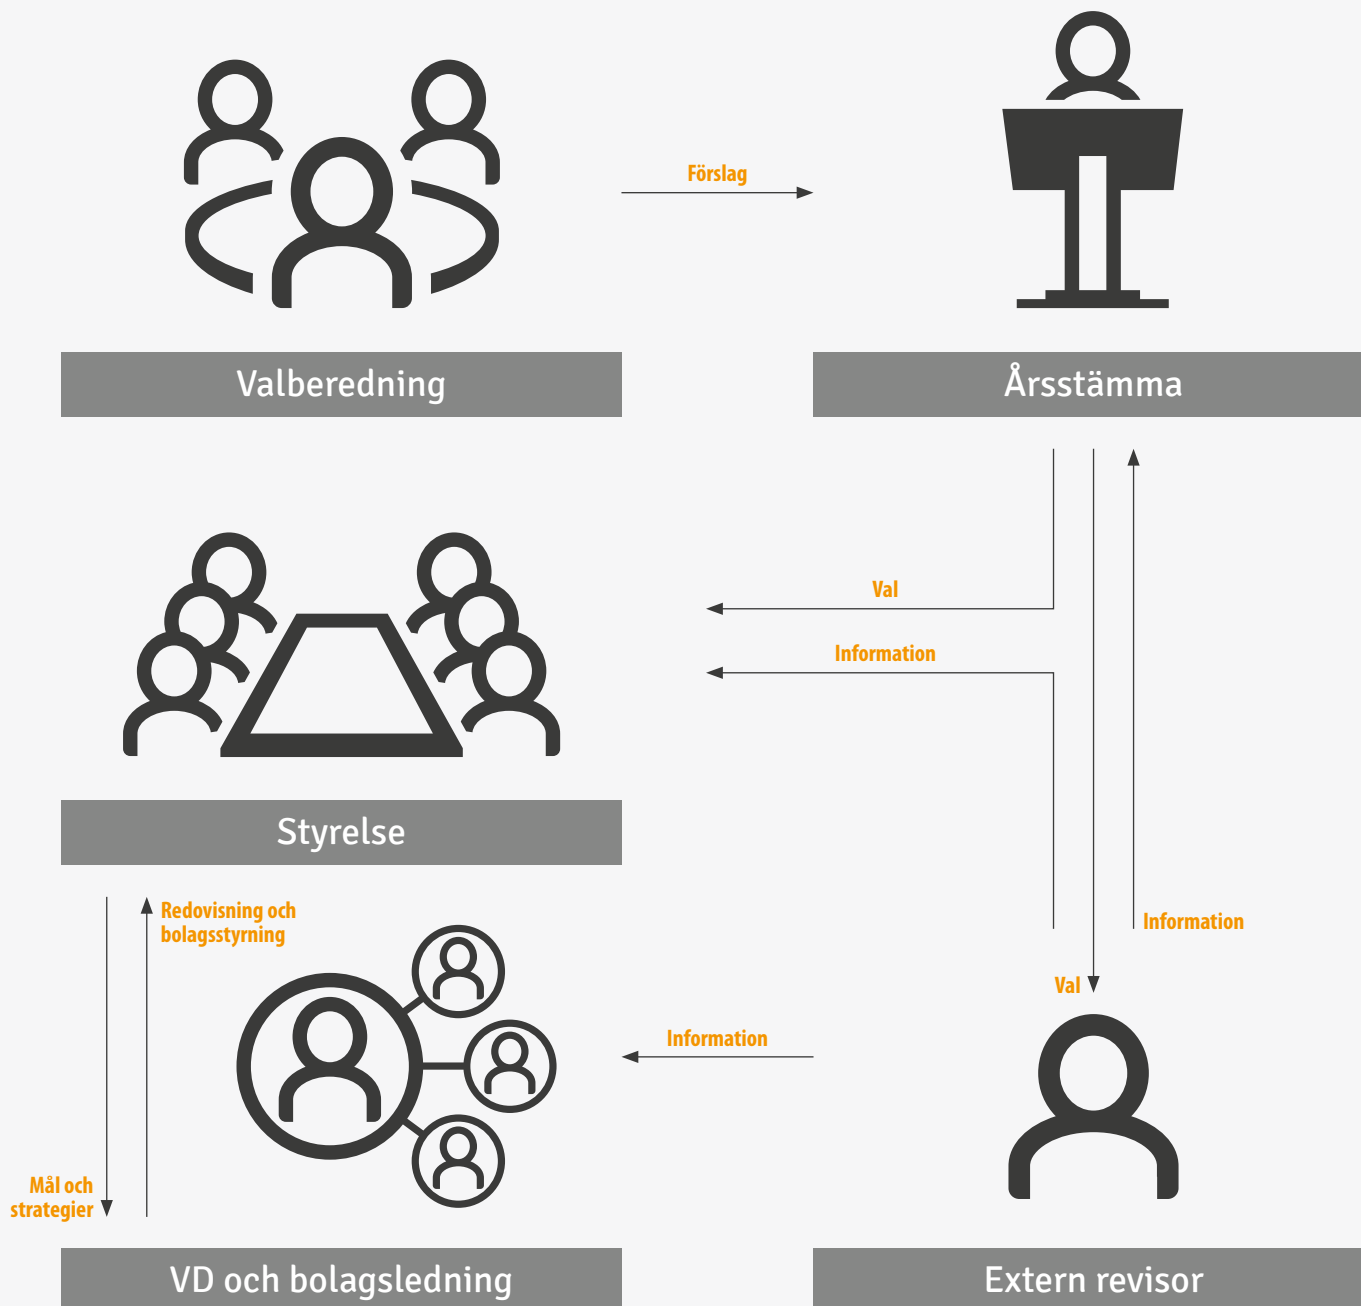 Förslag
Valberedning
Årsstämma
Val
Information
Styrelse
Redovisning och
bolagsstyrning
Information
Val
Information
Mål och
strategier
VD och bolagsledning
Extern revisor